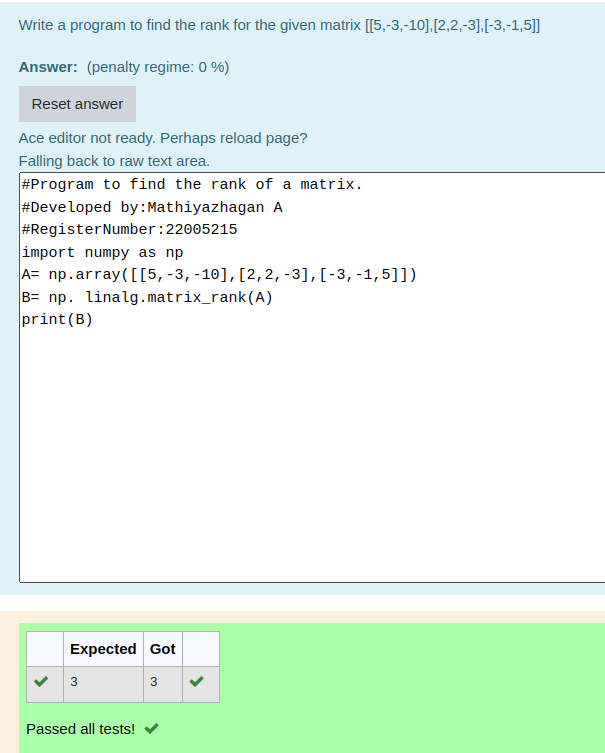 Write a program to find the rank for the given matrix [[5,-3,-10],[2,2,-3],[-3,-1,5]]
Answer: (penalty regime: 0 %)
Reset answer
Ace editor not ready. Perhaps reload page?
Falling back to raw text area.
#Program to find the rank of a matrix.
#Developed by:Mathiyazhagan A
#RegisterNumber:22005215
import numpy as np
A= np.array([[5,-3,-10],[2,2,-3],[-3,-1,5]])
B= np. linalg.matrix_rank(A)
print(B)
Expected Got
3 3
Passed all tests!